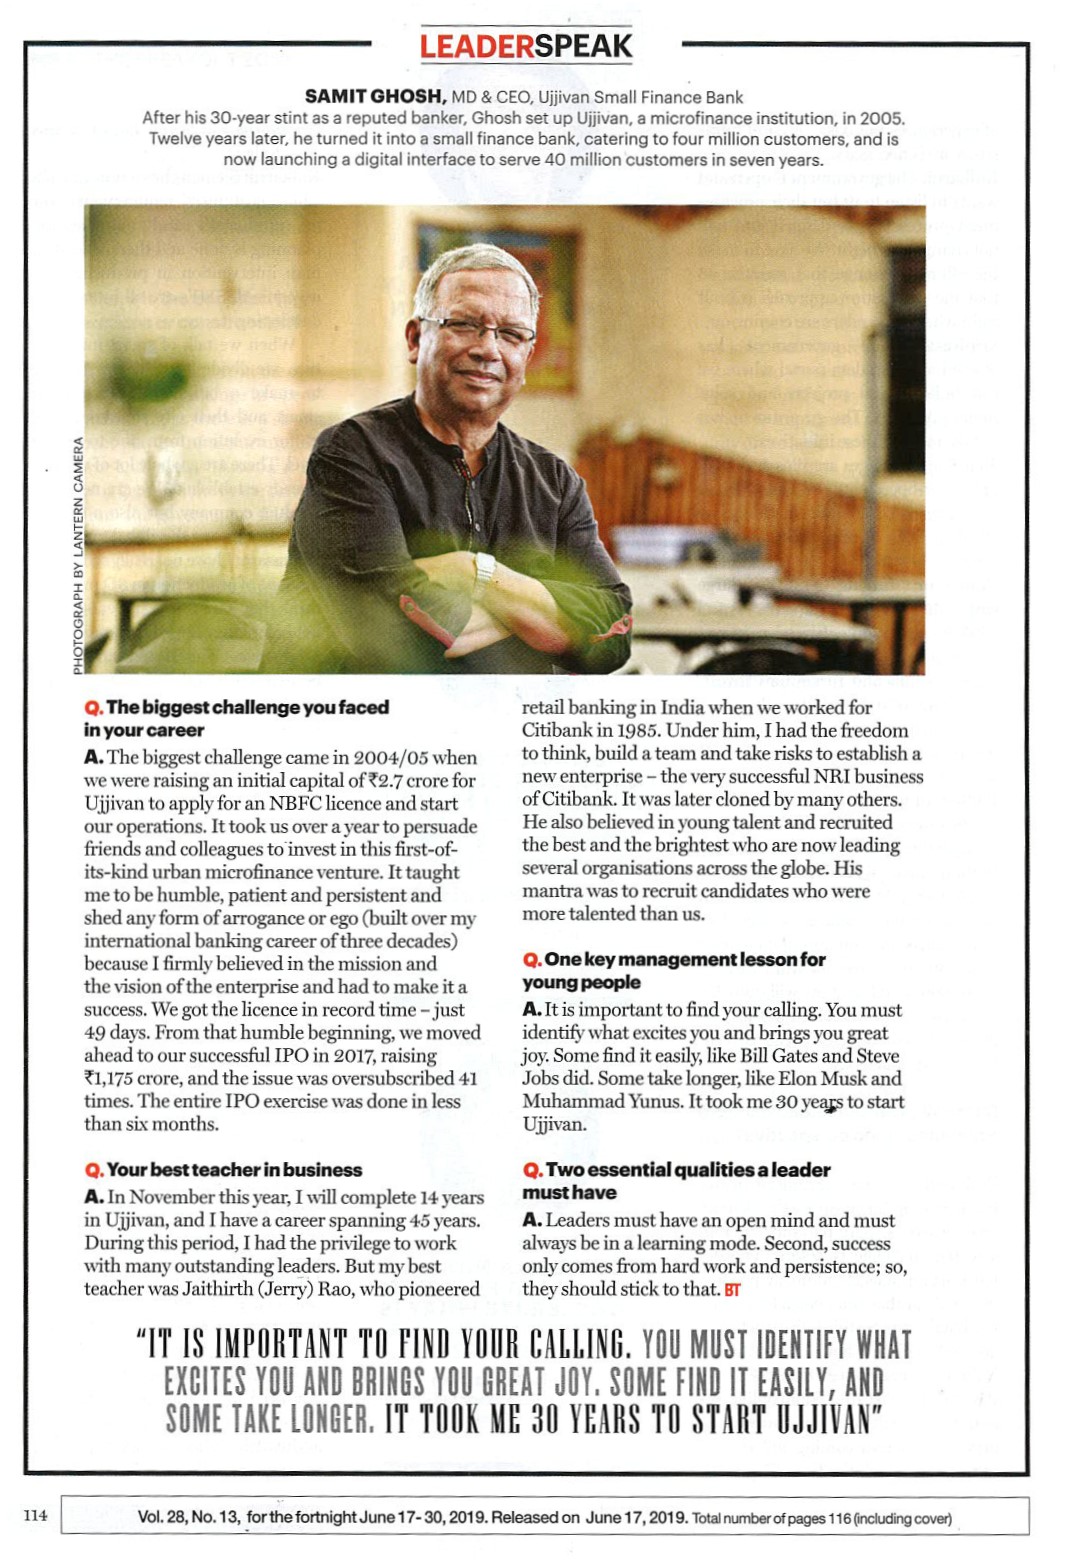 LEADERSPEAK
SAMIT GHOSH, MD & CEO, Ujjivan Small Finance Bank
After his 30-year stint as a reputed banker, Ghosh set up Ujjivan, a microfinance institution, in 2005.
Twelve years later, he turned it into a small finance bank, catering to four million customers, and is
now launching a digital interface to serve 40 million customers in seven years.
PHOTOGRAPH BY LANTERN CAMERA
Q. The biggest challenge you faced
in your career
A. The biggest challenge came in 2004/05 when
we were raising an initial capital of ₹2.7 crore for
Ujjivan to apply for an NBFC licence and start
our operations. It took us over a year to persuade
friends and colleagues to invest in this first-of-
its-kind urban microfinance venture. It taught
me to be humble, patient and persistent and
shed any form of arrogance or ego (built over my
international banking career of three decades)
because I firmly believed in the mission and
the vision of the enterprise and had to make it a
success. We got the licence in record time – just
49 days. From that humble beginning, we moved
ahead to our successful IPO in 2017, raising
₹1,175 crore, and the issue was oversubscribed 41
times. The entire IPO exercise was done in less
than six months.
Q. Your best teacher in business
A. In November this year, I will complete 14 years
in Ujjivan, and I have a career spanning 45 years.
During this period, I had the privilege to work
with many outstanding leaders. But my best
teacher was Jaithirth (Jerry) Rao, who pioneered
retail banking in India when we worked for
Citibank in 1985. Under him, I had the freedom
to think, build a team and take risks to establish a
new enterprise – the very successful NRI business
of Citibank. It was later cloned by many others.
He also believed in young talent and recruited
the best and the brightest who are now leading
several organisations across the globe. His
mantra was to recruit candidates who were
more talented than us.
Q. One key management lesson for
young people
A. It is important to find your calling. You must
identify what excites you and brings you great
joy. Some find it easily, like Bill Gates and Steve
Jobs did. Some take longer, like Elon Musk and
Muhammad Yunus. It took me 30 years to start
Ujjivan.
Q. Two essential qualities a leader
must have
A. Leaders must have an open mind and must
always be in a learning mode. Second, success
only comes from hard work and persistence; so,
they should stick to that. BT
“IT IS IMPORTANT TO FIND YOUR CALLING. YOU MUST IDENTIFY WHAT
EXCITES YOU AND BRINGS YOU GREAT JOY. SOME FIND IT EASILY, AND
SOME TAKE LONGER. IT TOOK ME 30 YEARS TO START UJJIVAN”
114
Vol. 28, No. 13, for the fortnight June 17- 30, 2019. Released on June 17, 2019. Total number of pages 116 (including cover)